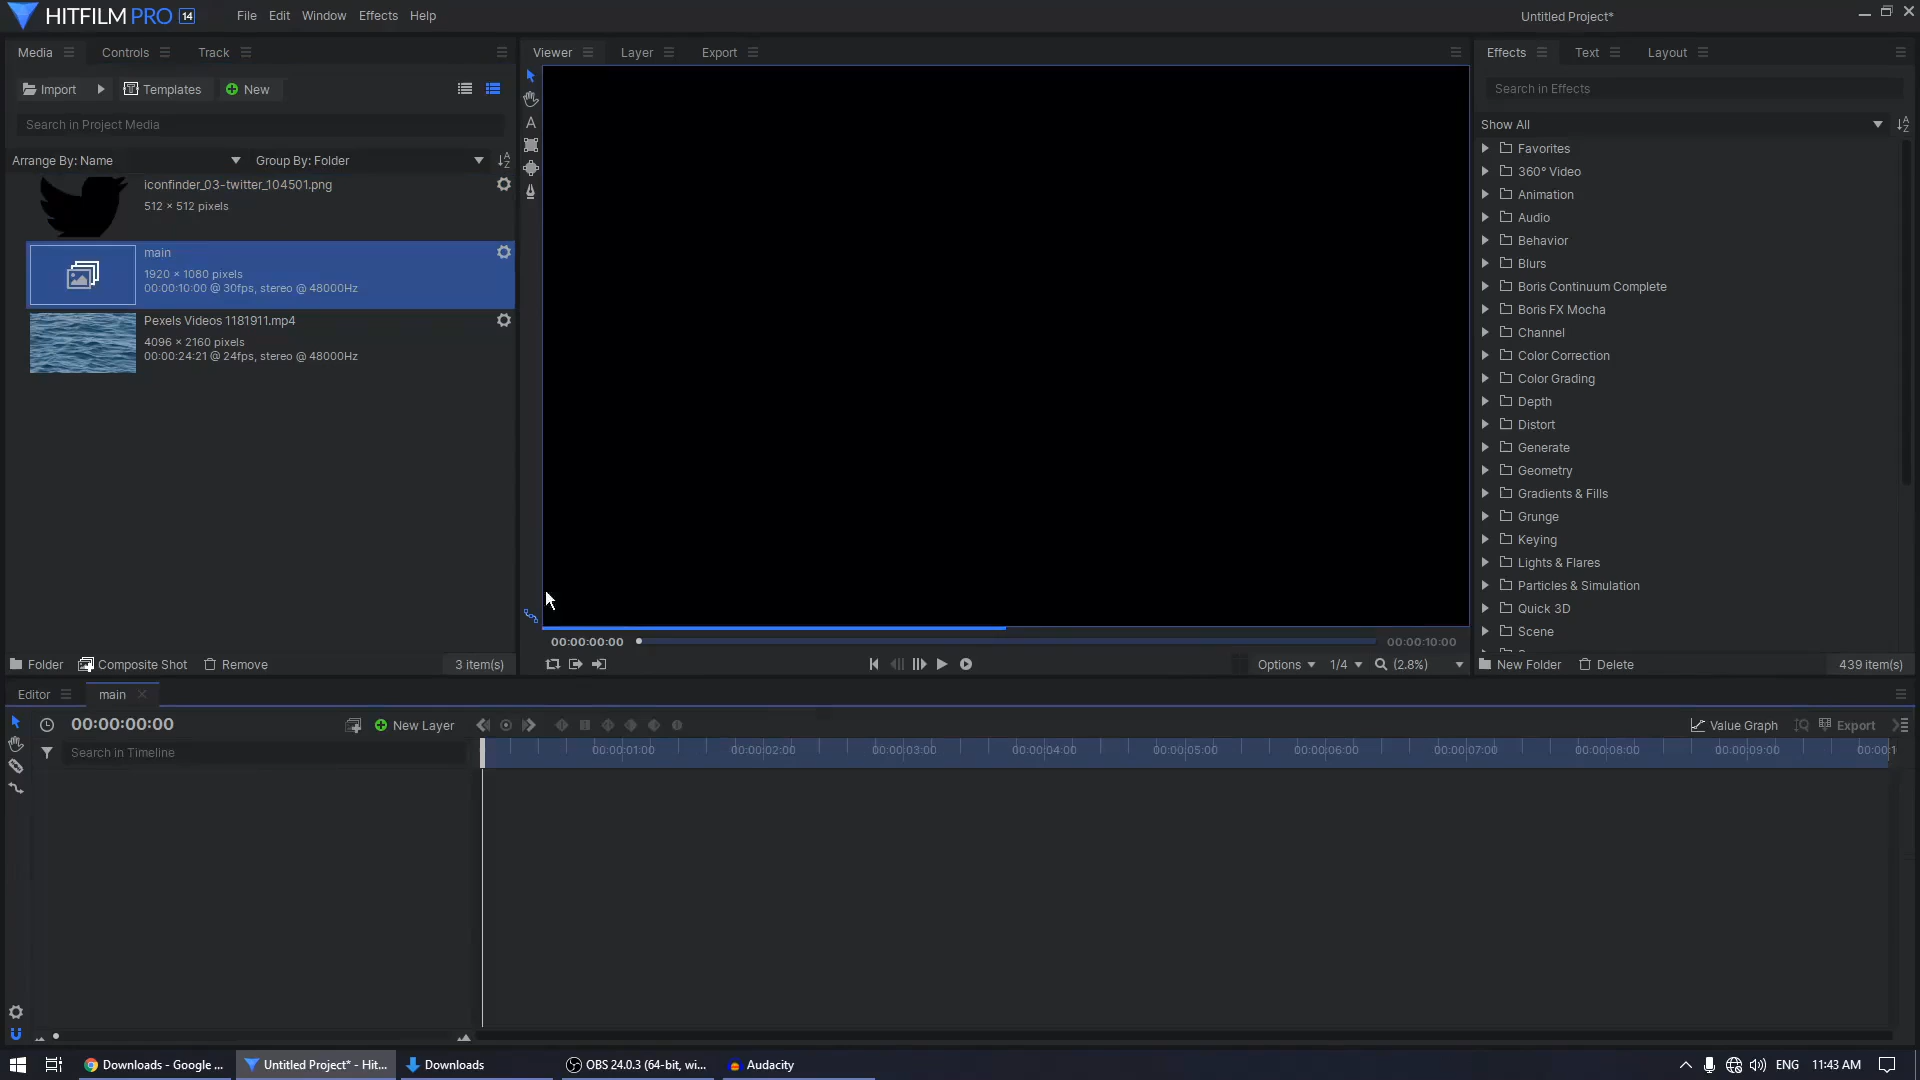 HITFILM PRO 14
File Edit Window Effects Help
Untitled Project*
Media Controls Track
Viewer Layer Export
Effects Text Layout
Import Templates New
Search in Effects
Search in Project Media
Show All
Arrange By: Name Group By: Folder
iconfinder_03-twitter_104501.png
512 × 512 pixels
main
1920 × 1080 pixels
00:00:10:00 @ 30fps, stereo @ 48000Hz
Pexels Videos 1181911.mp4
4096 × 2160 pixels
00:00:24:21 @ 24fps, stereo @ 48000Hz
A
Favorites
360° Video
Animation
Audio
Behavior
Blurs
Boris Continuum Complete
Boris FX Mocha
Channel
Color Correction
Color Grading
Depth
Distort
Generate
Geometry
Gradients & Fills
Grunge
Keying
Lights & Flares
Particles & Simulation
Quick 3D
Scene
00:00:00:00 00:00:10:00
Folder Composite Shot Remove 3 item(s)
Options 1/4 (2.8%)
New Folder Delete 439 item(s)
Editor main
00:00:00:00 New Layer
Value Graph Export
Search in Timeline
00:00:01:00 00:00:02:00 00:00:03:00 00:00:04:00 00:00:05:00 00:00:06:00 00:00:07:00 00:00:08:00 00:00:09:00 00:00:1
Downloads - Google ... Untitled Project* - Hit... Downloads OBS 24.0.3 (64-bit, wi... Audacity
ENG 11:43 AM